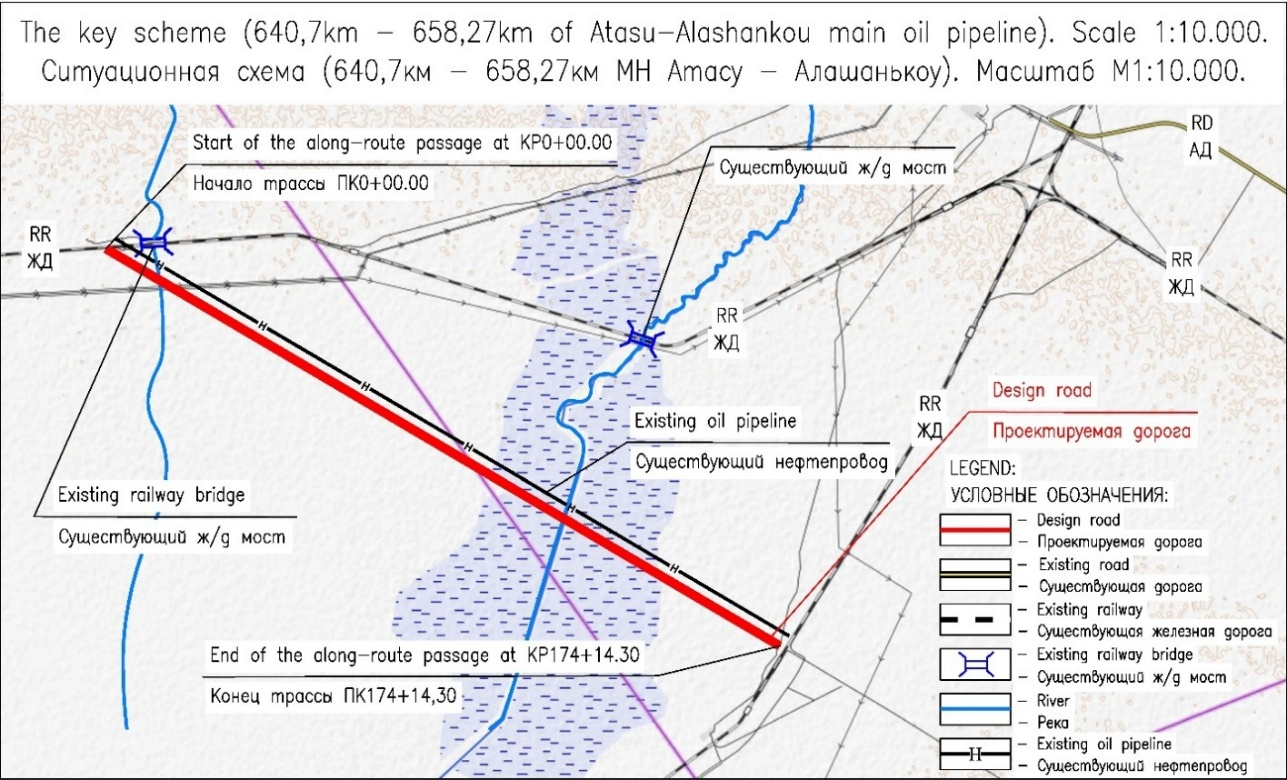 The key scheme (640,7km – 658,27km of Atasu–Alashankou main oil pipeline). Scale 1:10.000.
Ситуационная схема (640,7км – 658,27км МН Атасу – Алашанькоу). Масштаб М1:10.000.
Start of the along-route passage at KP0+00.00
Начало трассы ПК0+00.00
Существующий ж/д мост
RD
АД
RR
ЖД
RR
ЖД
RR
ЖД
RR
ЖД
Design road
Проектируемая дорога
Existing oil pipeline
Существующий нефтепровод
Existing railway bridge
Существующий ж/д мост
End of the along-route passage at KP174+14.30
Конец трассы ПК174+14,30
Н
Н
Н
Н
Н
Н
LEGEND:
УСЛОВНЫЕ ОБОЗНАЧЕНИЯ:
– Design road
– Проектируемая дорога
– Existing road
– Существующая дорога
– Existing railway
– Существующая железная дорога
– Existing railway bridge
– Существующий ж/д мост
– River
– Река
Н
– Existing oil pipeline
– Существующий нефтепровод